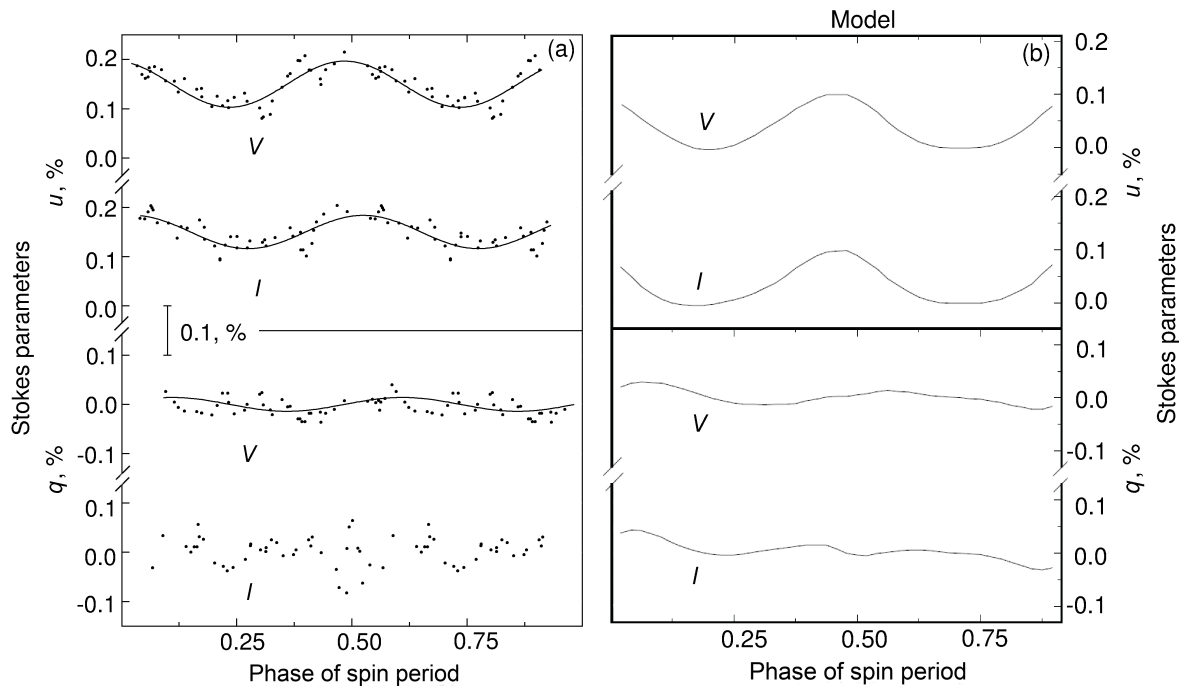 Model
(a)
(b)
0.2
0.1
0.0
V
u, %
0.2
0.1
0.0
I
0.1, %
0.1
0.0
-0.1
V
q, %
0.1
0.0
-0.1
I
Stokes parameters
0.25
0.50
0.75
Phase of spin period
0.2
0.1
0.0
V
u, %
0.2
0.1
0.0
I
0.1
0.0
-0.1
V
q, %
0.1
0.0
-0.1
I
Stokes parameters
0.25
0.50
0.75
Phase of spin period